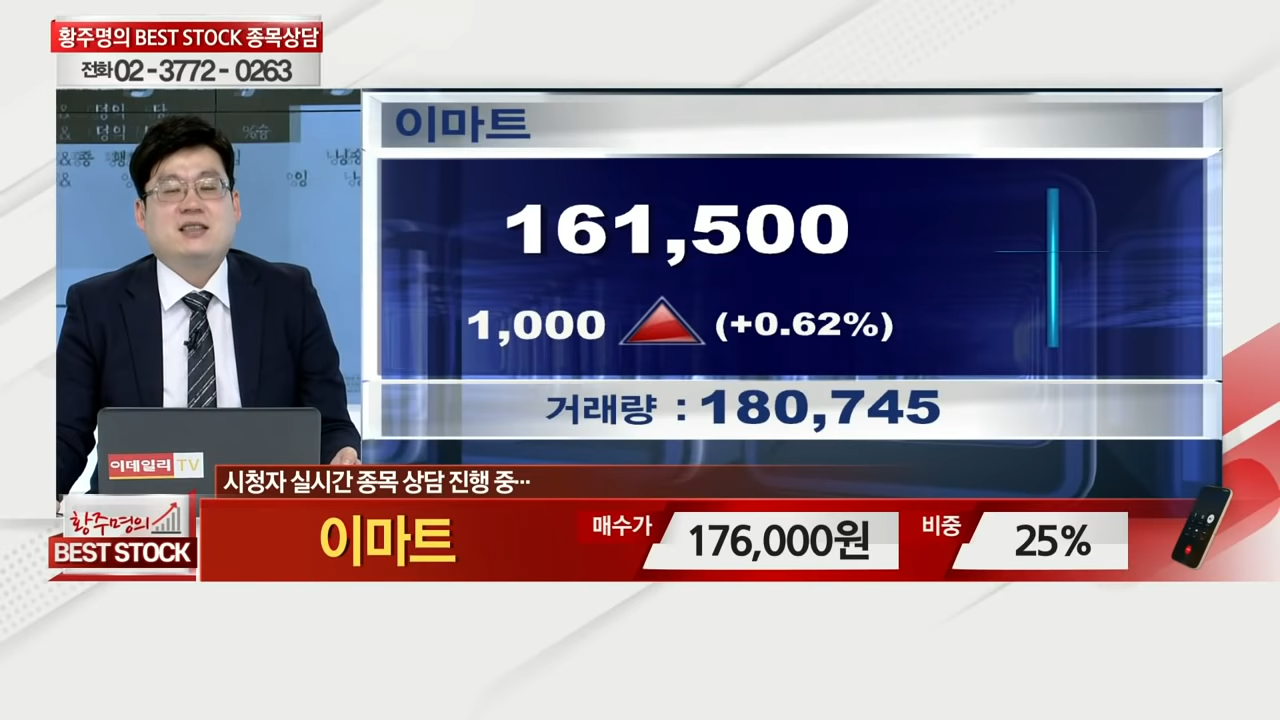 황주명의 BEST STOCK 종목상담
전화 02-3772-0263
이마트
161,500
1,000 ▲ (+0.62%)
거래량 : 180,745
이데일리 TV
시청자 실시간 종목 상담 진행 중...
황주명의
BEST STOCK
이마트 매수가 176,000원 비중 25%